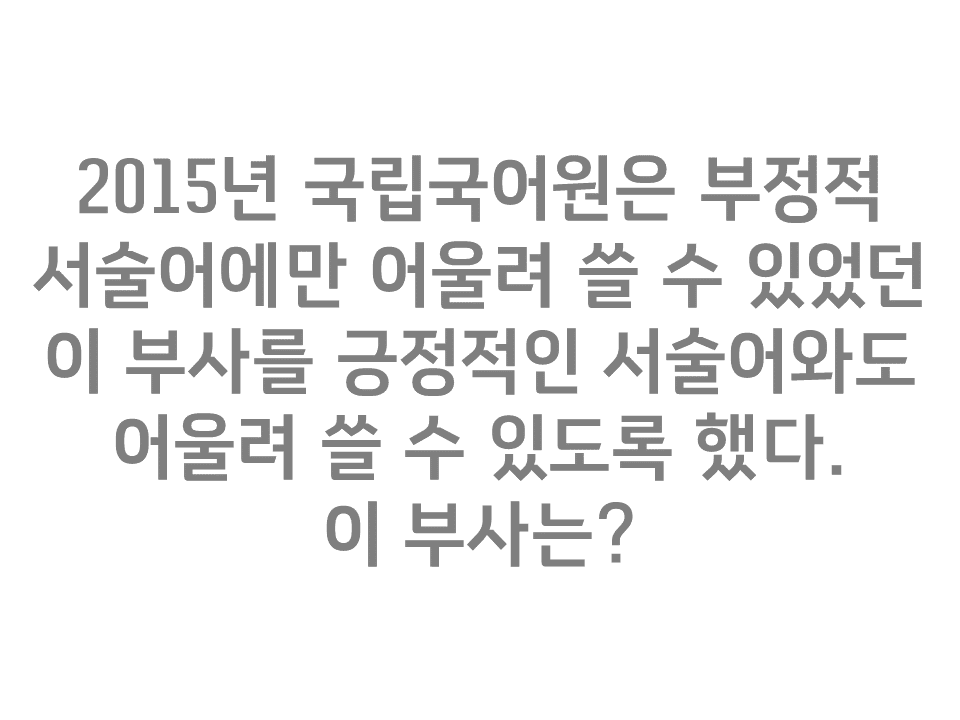 2015년 국립국어원은 부정적
서술어에만 어울려 쓸 수 있었던
이 부사를 긍정적인 서술어와도
어울려 쓸 수 있도록 했다.
이 부사는?